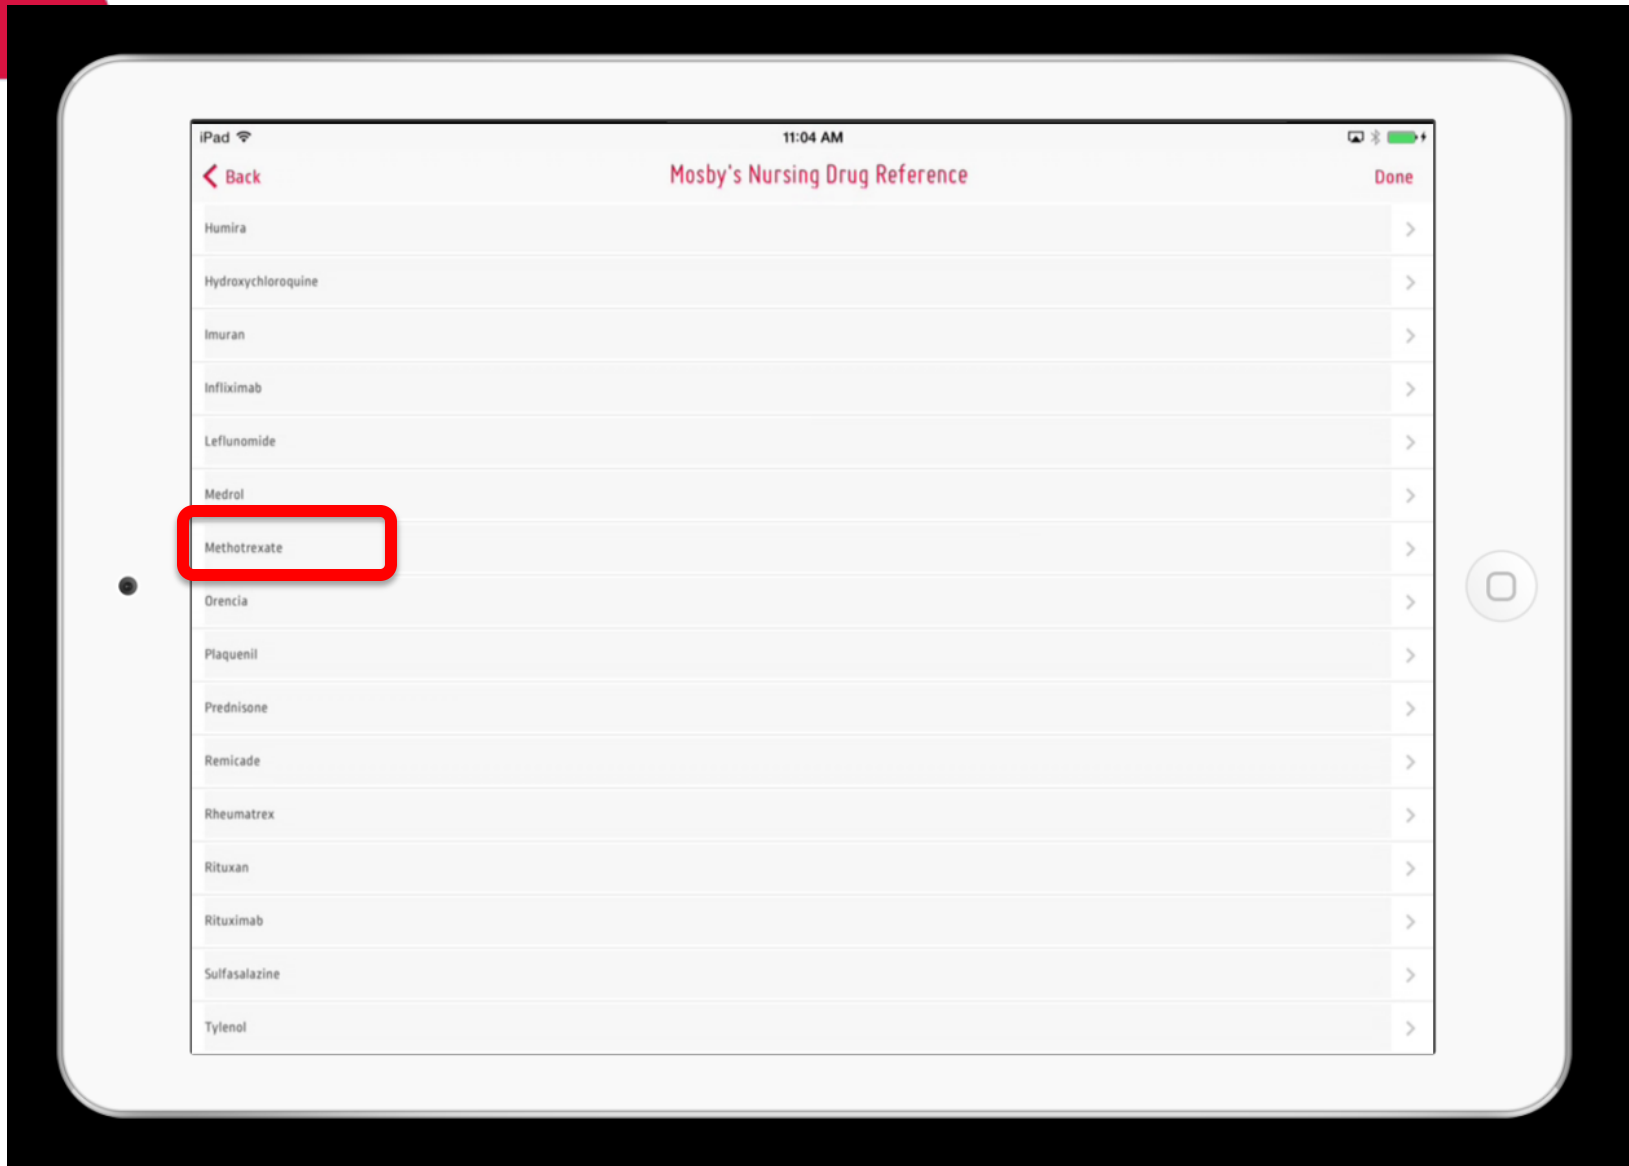 iPad 11:04 AM
Back Mosby's Nursing Drug Reference Done
Humira
Hydroxychloroquine
Imuran
Infliximab
Leflunomide
Medrol
Methotrexate
Orencia
Plaquenil
Prednisone
Remicade
Rheumatrex
Rituxan
Rituximab
Sulfasalazine
Tylenol